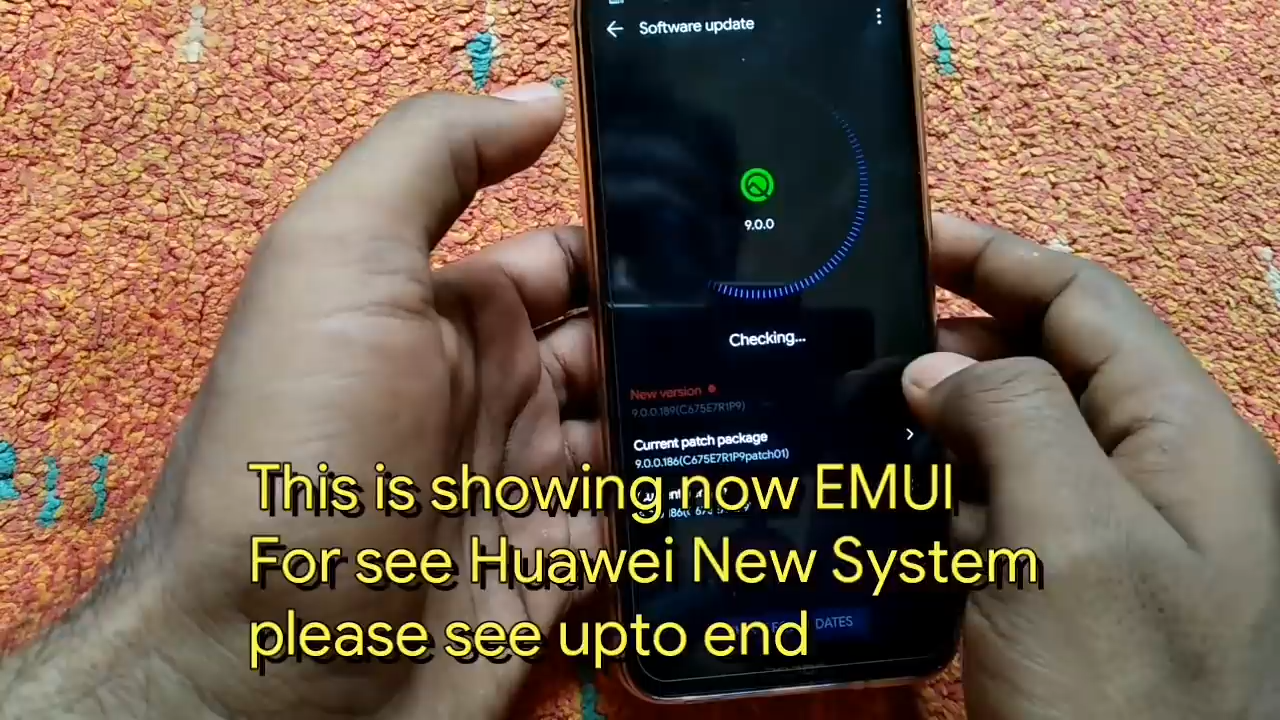 Software update
9.0.0
Checking...
New version
9.0.0.189(C675E7R1P9)
Current patch package
9.0.0.186(C675E7R1P9patch01)
This is showing now EMUI
For see Huawei New System
please see upto end
DATES